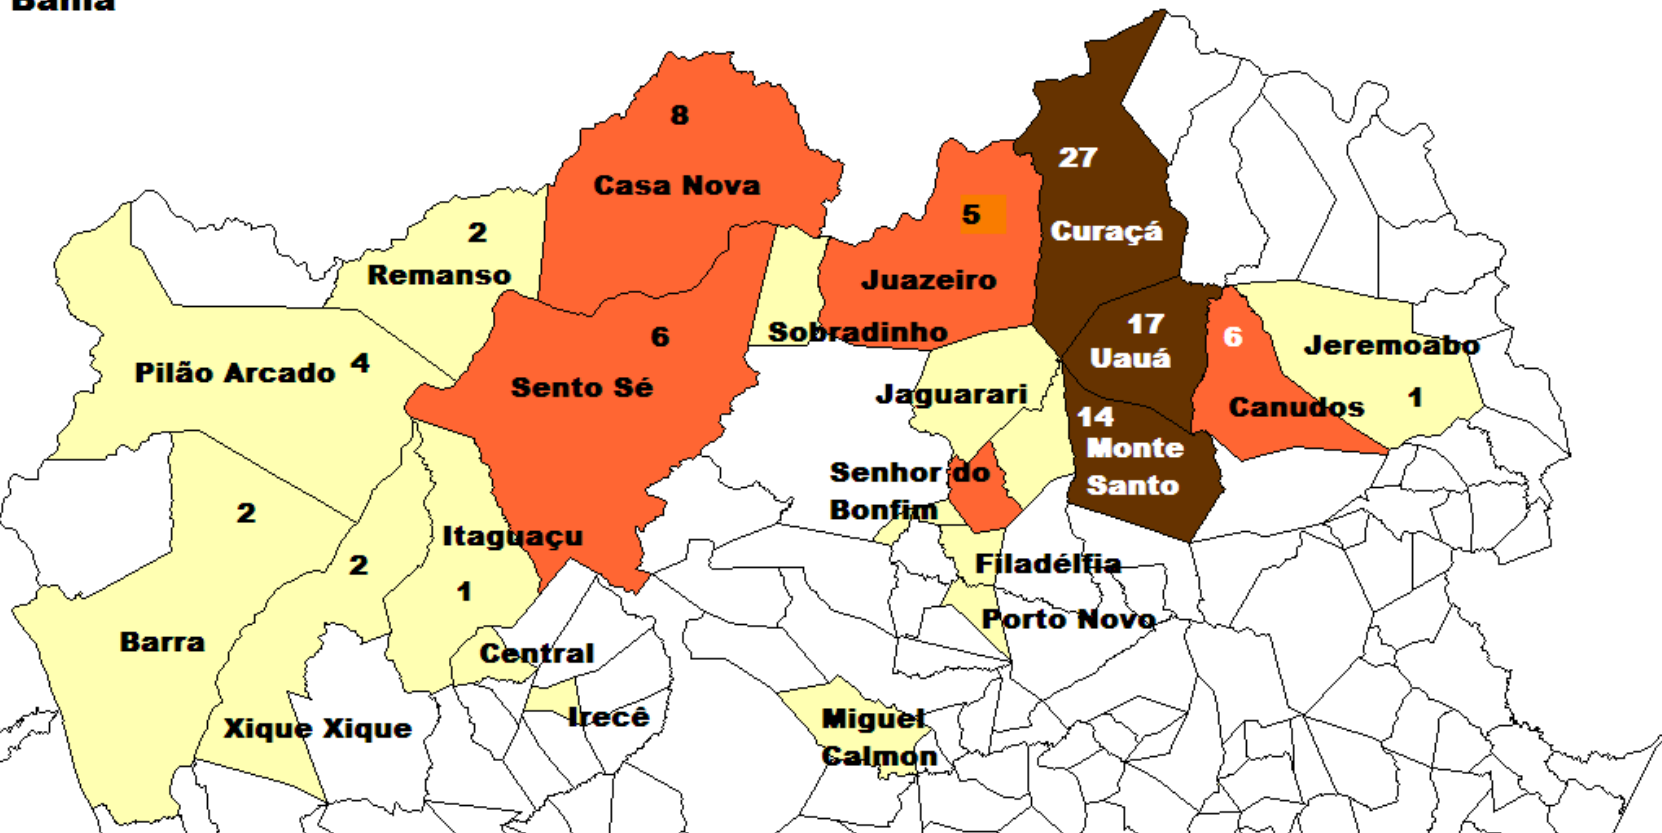 Bahia
8
Casa Nova
27
5
Curaçá
2
Remanso
Juazeiro
6
Sobradinho
17
Uauá
6
Jeremoabo
Pilão Arcado 4
Sento Sé
Jaguarari
14
Monte
Santo
Canudos
1
Senhor do
Bonfim
2
Itaguaçu
2
1
Filadélfia
Porto Novo
Barra
Central
Xique Xique
Irecê
Miguel
Calmon